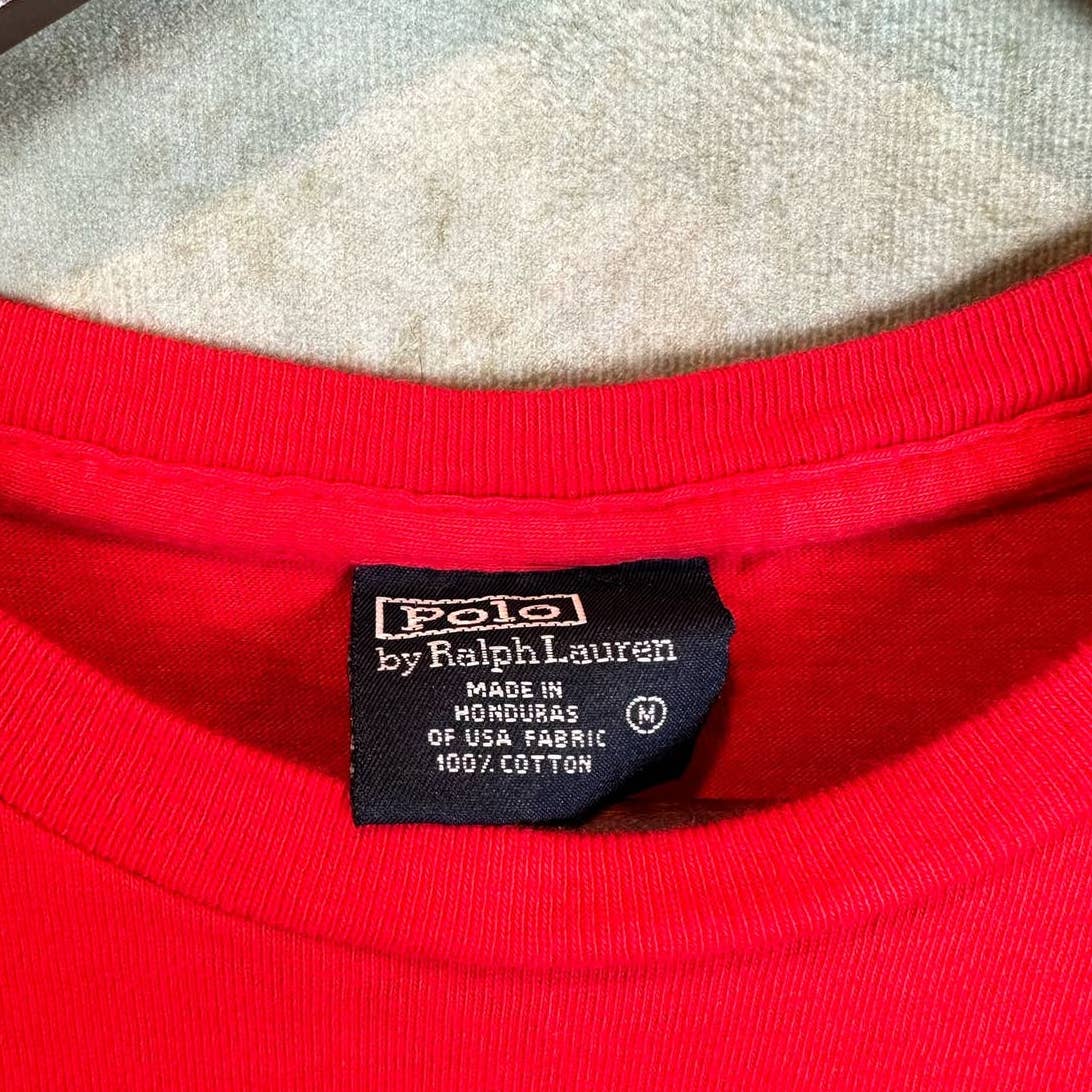 Polo
by Ralph Lauren
MADE IN
HONDURAS
OF USA FABRIC
100% COTTON
M